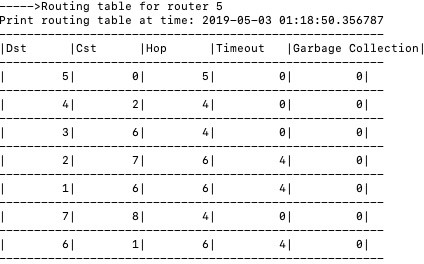 ----->Routing table for router 5
Print routing table at time: 2019-05-03 01:18:50.356787
-------------------------------------------------------
|Dst      |Cst      |Hop      |Timeout   |Garbage Collection|
-------------------------------------------------------
|        5|        0|        5|        0|        0|
-------------------------------------------------------
|        4|        2|        4|        0|        0|
-------------------------------------------------------
|        3|        6|        4|        0|        0|
-------------------------------------------------------
|        2|        7|        6|        4|        0|
-------------------------------------------------------
|        1|        6|        6|        4|        0|
-------------------------------------------------------
|        7|        8|        4|        0|        0|
-------------------------------------------------------
|        6|        1|        6|        4|        0|
-------------------------------------------------------